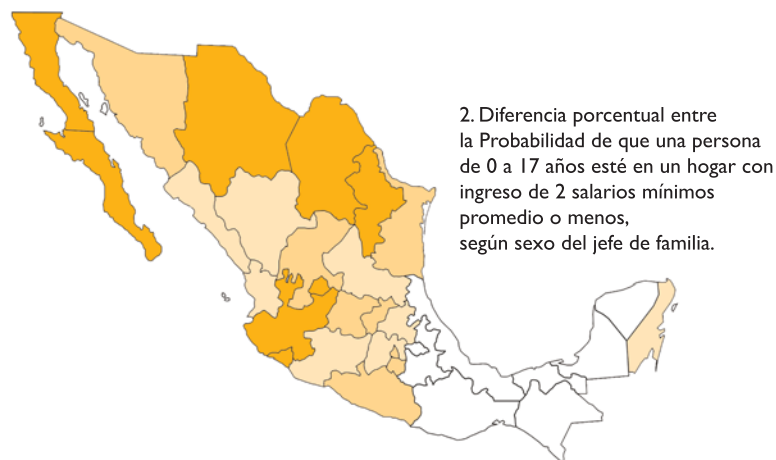 2. Diferencia porcentual entre
la Probabilidad de que una persona
de 0 a 17 años esté en un hogar con
ingreso de 2 salarios mínimos
promedio o menos,
según sexo del jefe de familia.